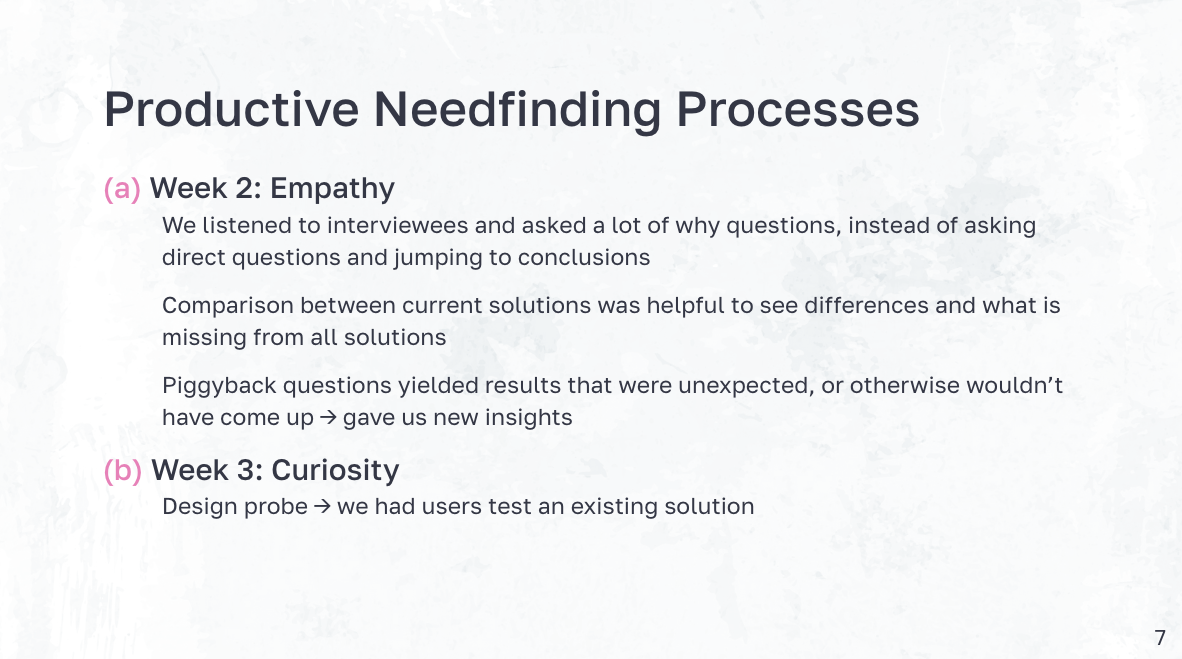 Productive Needfinding Processes
(a) Week 2: Empathy
We listened to interviewees and asked a lot of why questions, instead of asking
direct questions and jumping to conclusions
Comparison between current solutions was helpful to see differences and what is
missing from all solutions
Piggyback questions yielded results that were unexpected, or otherwise wouldn’t
have come up → gave us new insights
(b) Week 3: Curiosity
Design probe → we had users test an existing solution
7